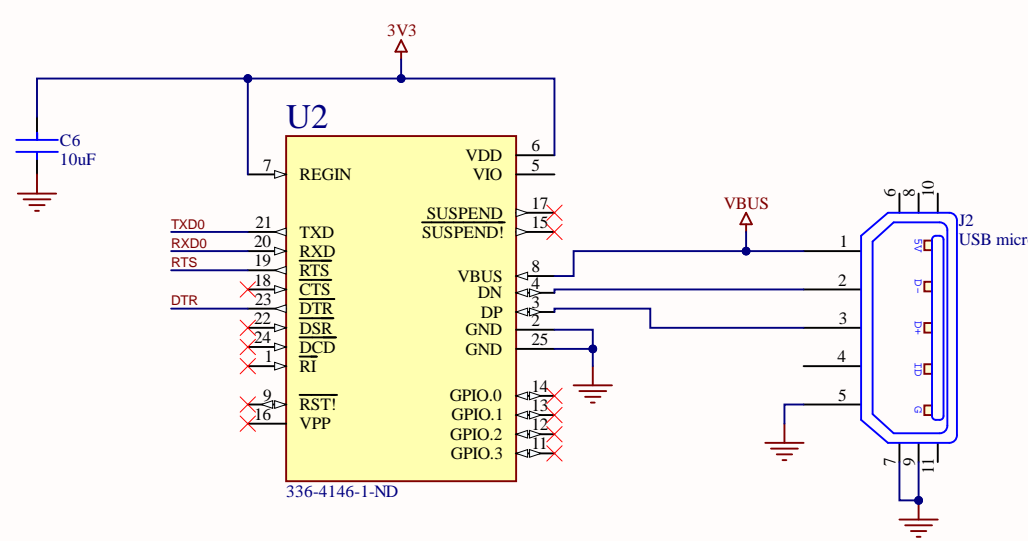 3V3
U2
C6
10uF
7 REGIN
VDD 6
VIO 5
SUSPEND 17
SUSPEND! 15
TXD0 21 TXD
RXD0 20 RXD
RTS 19 RTS
18 CTS
DTR 23 DTR
22 DSR
24 DCD
1 RI
9 RST!
16 VPP
VBUS 8
DN 4
DP 3
GND 2
GND 25
GPIO.0 14
GPIO.1 13
GPIO.2 12
GPIO.3 11
336-4146-1-ND
VBUS
6 8 10
J2
USB micr
1 5V
2 D-
3 D+
4 ID
5 G
7 9 11